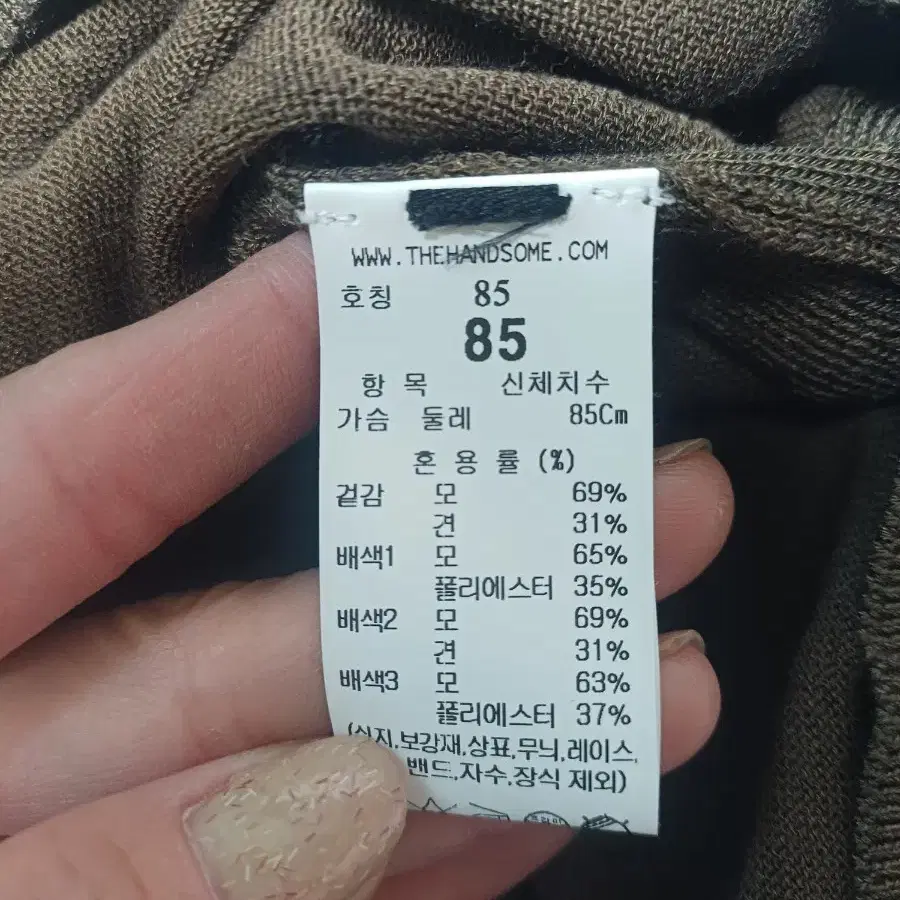 WWW.THEHANDSOME.COM
호칭 85
85
항 목 신체치수
가슴 둘레 85Cm
혼 용 률 (%)
겉감 모 69%
견 31%
배색1 모 65%
폴리에스터 35%
배색2 모 69%
견 31%
배색3 모 63%
폴리에스터 37%
(심지,보강재,상표,무늬,레이스,
밴드,자수,장식 제외)